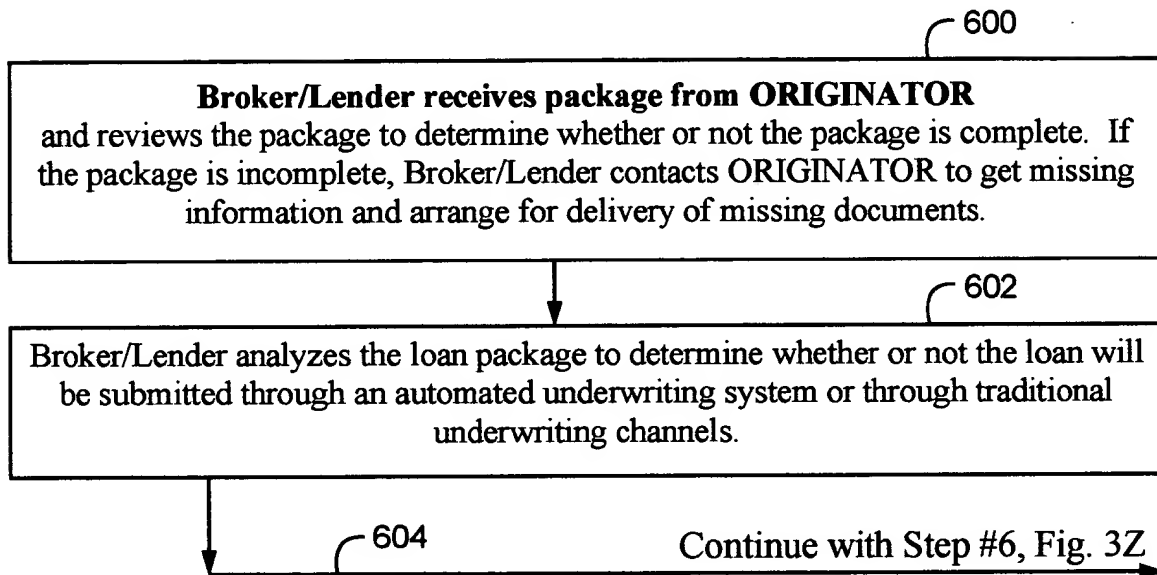 600
Broker/Lender receives package from ORIGINATOR
and reviews the package to determine whether or not the package is complete. If
the package is incomplete, Broker/Lender contacts ORIGINATOR to get missing
information and arrange for delivery of missing documents.
602
Broker/Lender analyzes the loan package to determine whether or not the loan will
be submitted through an automated underwriting system or through traditional
underwriting channels.
604
Continue with Step #6, Fig. 3Z